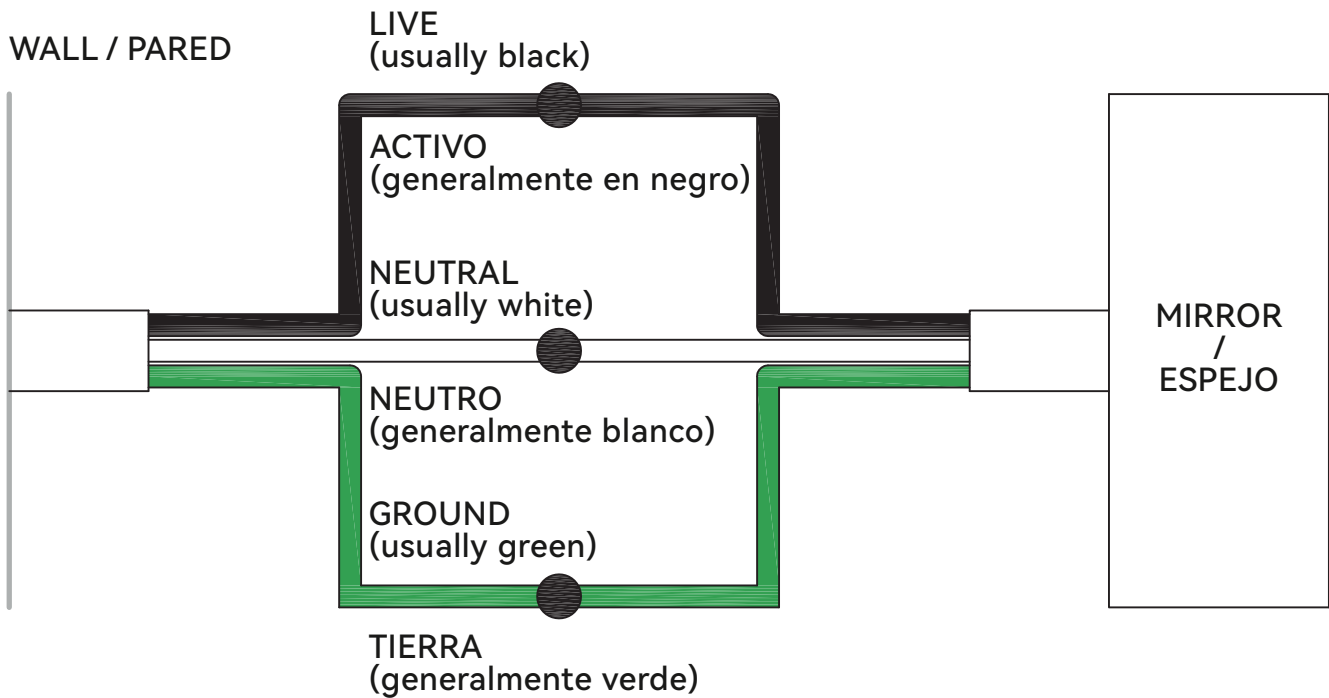 WALL / PARED
LIVE
(usually black)
ACTIVO
(generalmente en negro)
NEUTRAL
(usually white)
NEUTRO
(generalmente blanco)
GROUND
(usually green)
TIERRA
(generalmente verde)
MIRROR
/
ESPEJO